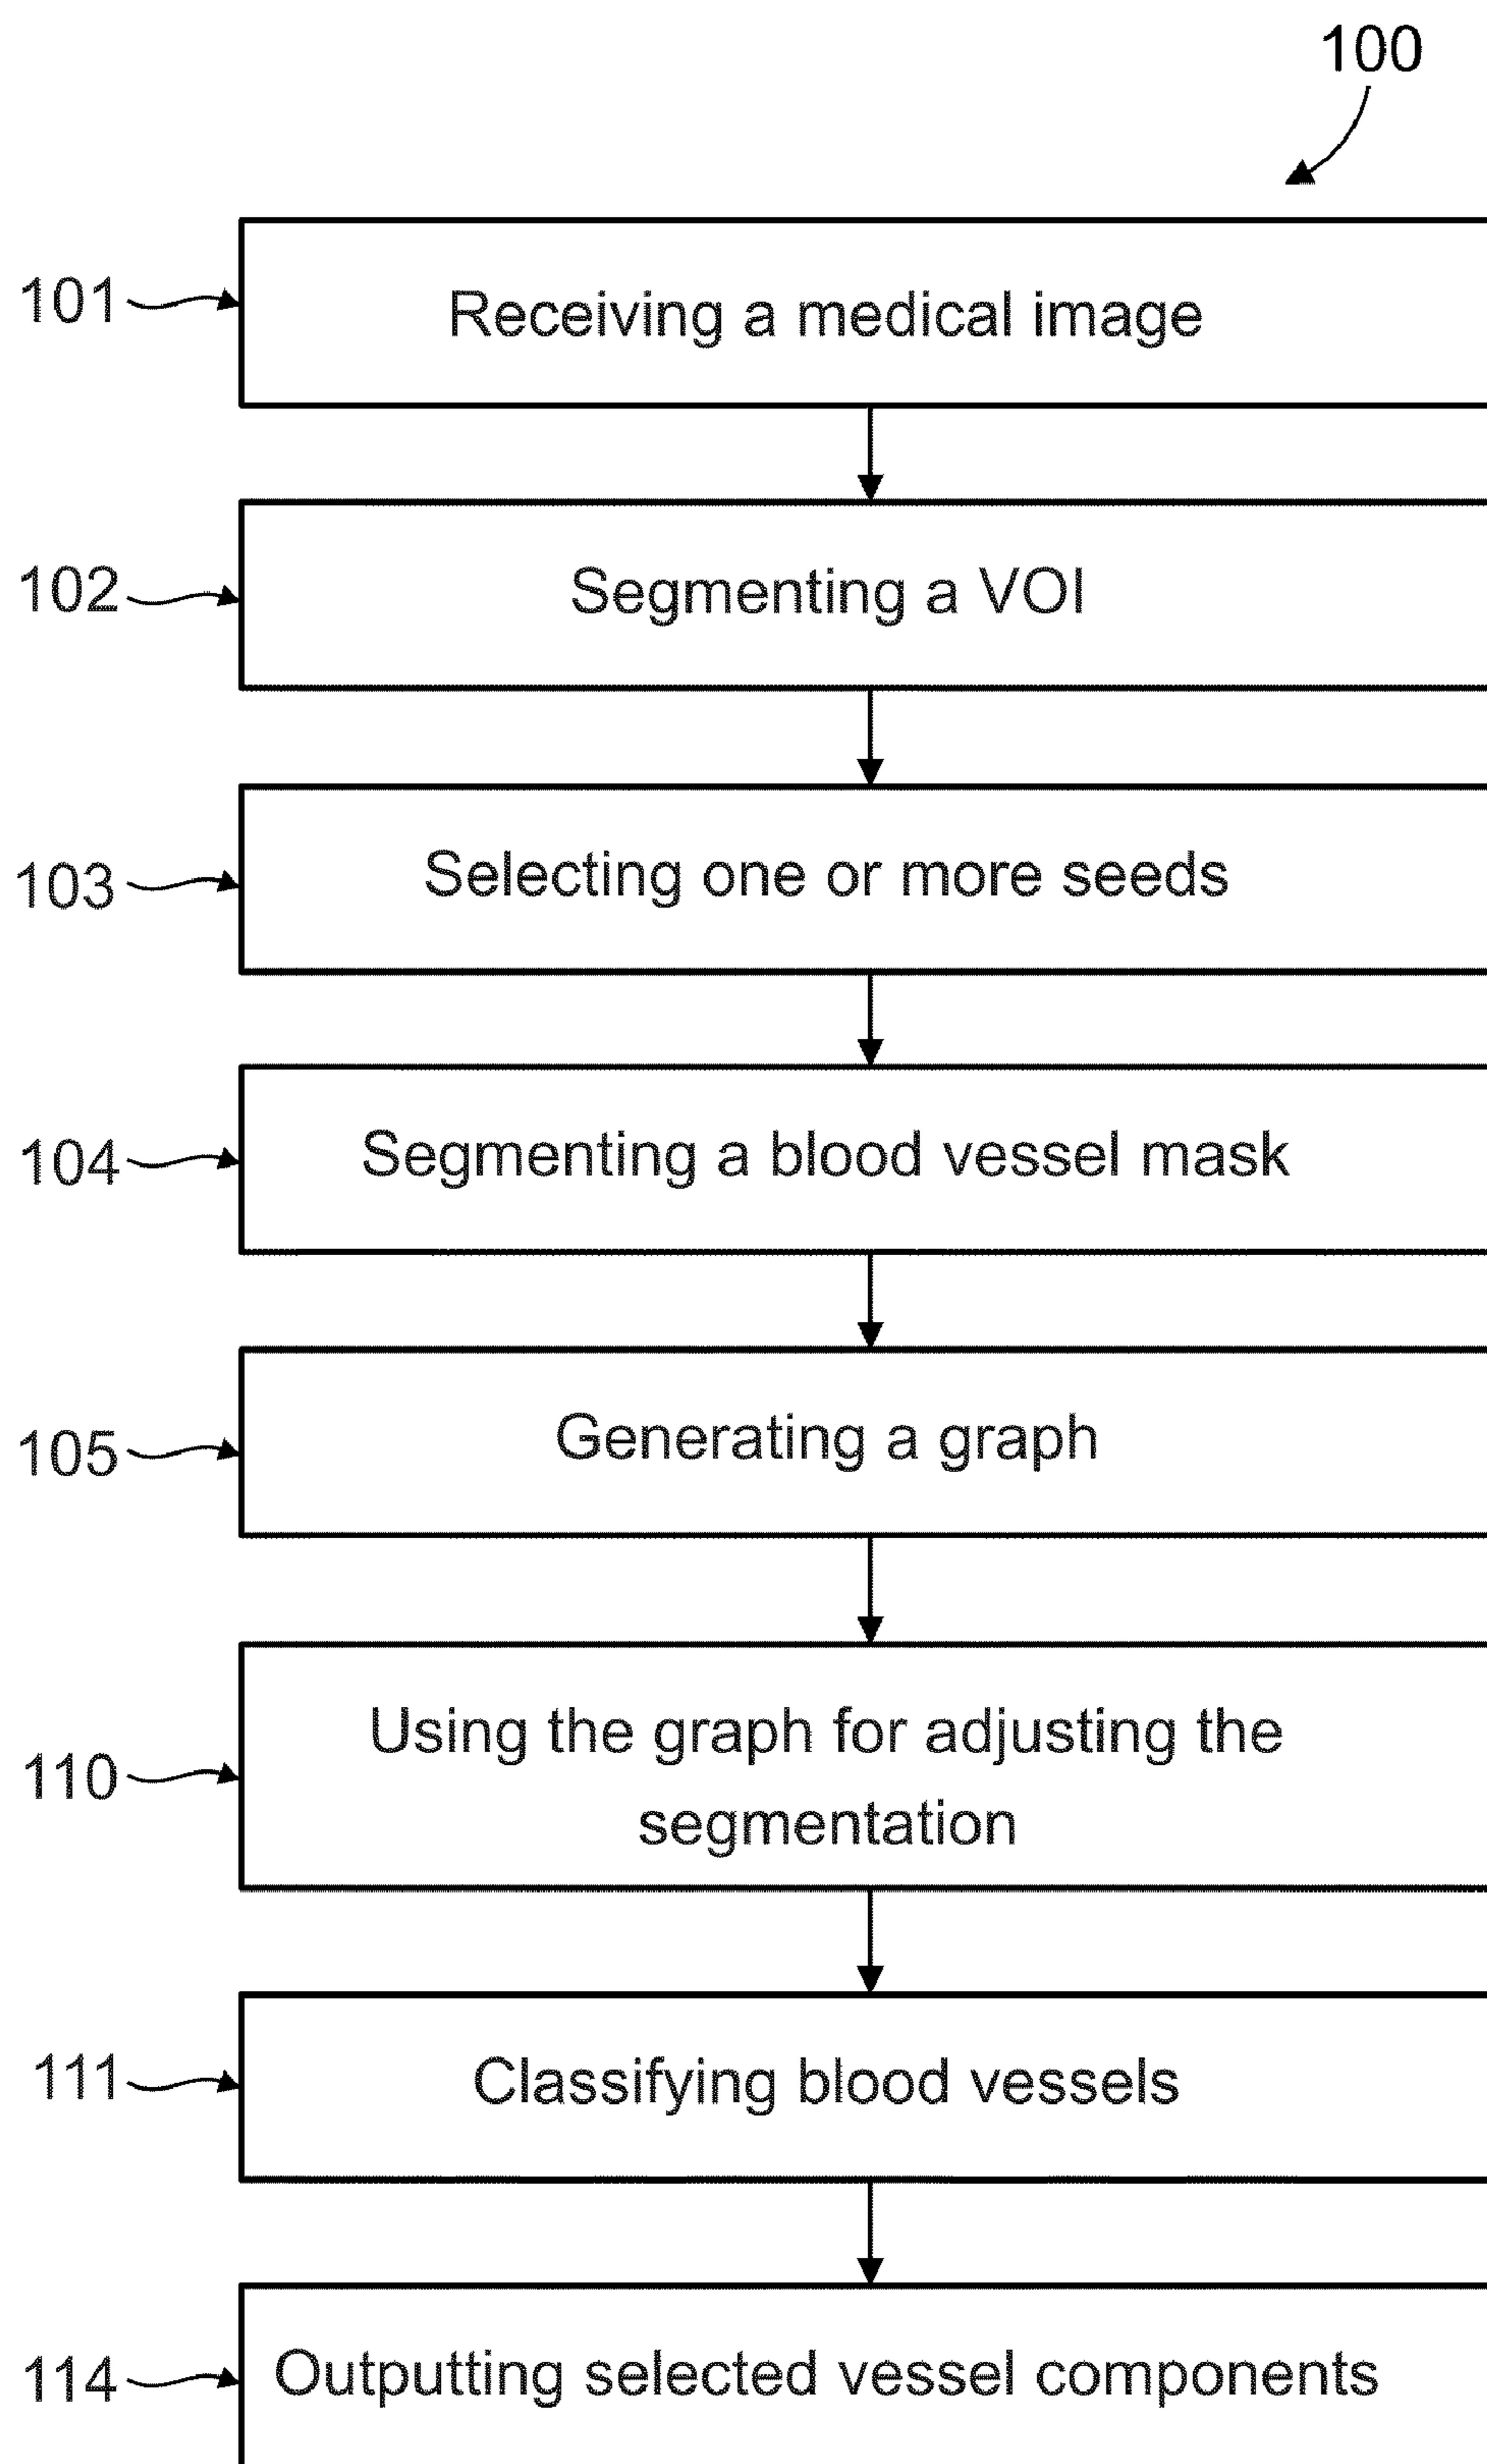 100
101
Receiving a medical image
102
Segmenting a VOI
103
Selecting one or more seeds
104
Segmenting a blood vessel mask
105
Generating a graph
110
Using the graph for adjusting the
segmentation
111
Classifying blood vessels
114
Outputting selected vessel components